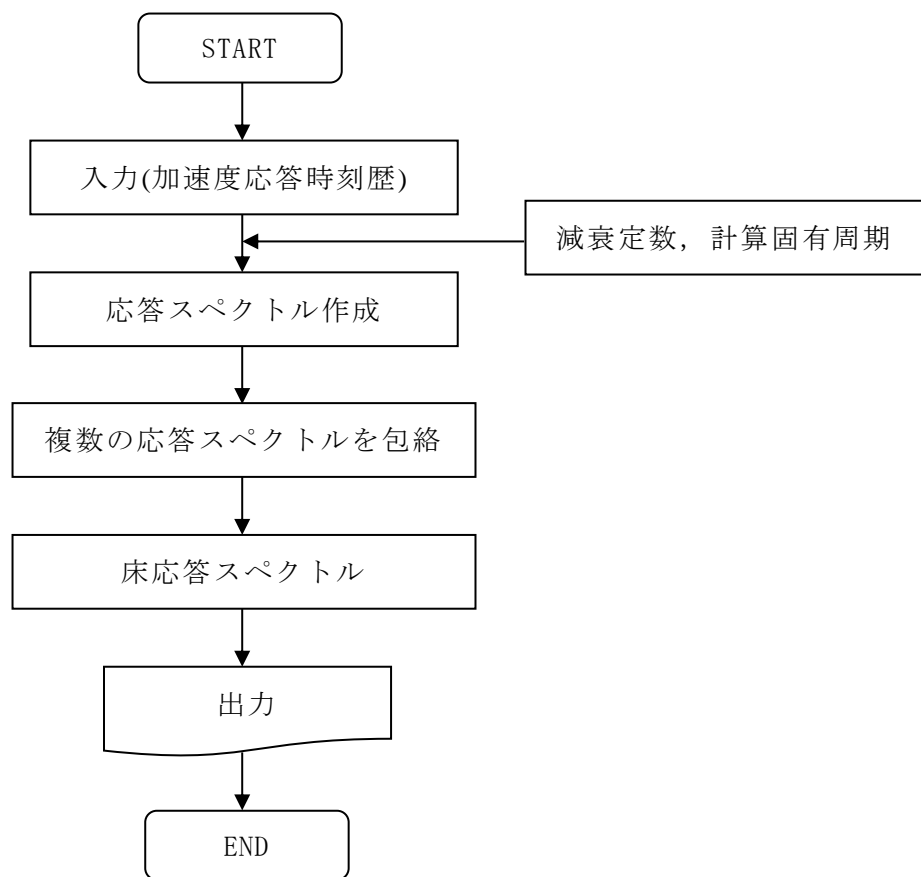 START
入力(加速度応答時刻歴)
減衰定数，計算固有周期
応答スペクトル作成
複数の応答スペクトルを包絡
床応答スペクトル
出力
END